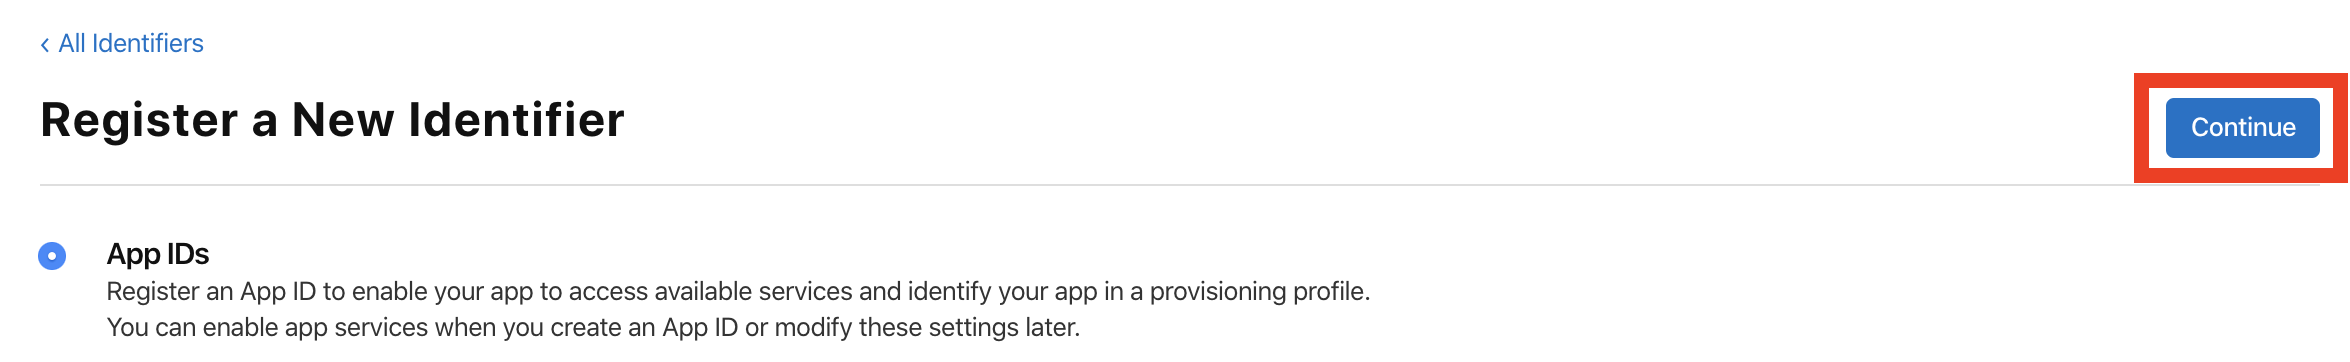 ‹ All Identifiers
Register a New Identifier
Continue
App IDs
Register an App ID to enable your app to access available services and identify your app in a provisioning profile.
You can enable app services when you create an App ID or modify these settings later.